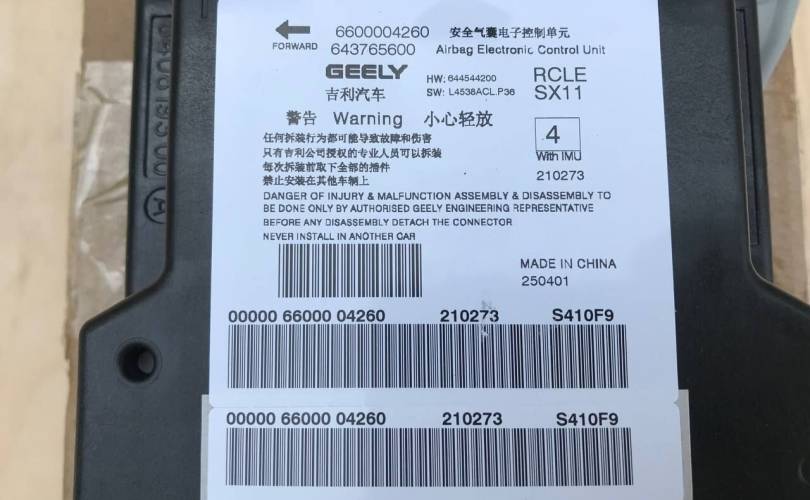 6600004260 安全气囊电子控制单元
FORWARD 643765600 Airbag Electronic Control Unit
GEELY HW: 644544200 RCLE
吉利汽车 SW: L4538ACL.P36 SX11
警告 Warning 小心轻放
4
With IMU
210273
任何拆装行为都可能导致故障和伤害
只有吉利公司授权的专业人员可以拆装
每次拆装前取下全部的插件
禁止安装在其他车辆上
DANGER OF INJURY & MALFUNCTION ASSEMBLY & DISASSEMBLY TO
BE DONE ONLY BY AUTHORISED GEELY ENGINEERING REPRESENTATIVE
BEFORE ANY DISASSEMBLY DETACH THE CONNECTOR
NEVER INSTALL IN ANOTHER CAR
MADE IN CHINA
250401
00000 66000 04260 210273 S410F9
00000 66000 04260 210273 S410F9